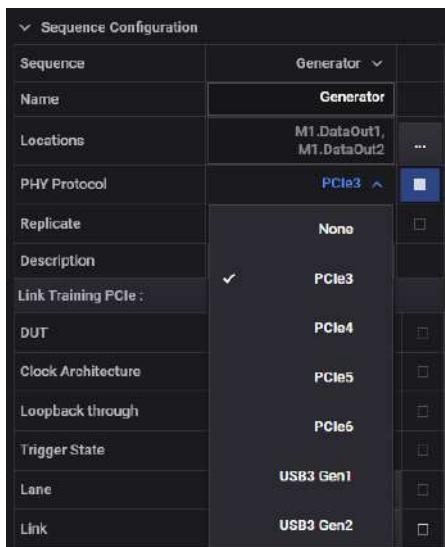 Sequence Configuration
Sequence Generator
Name Generator
Locations M1.DataOut1,
M1.DataOut2 ...
PHY Protocol PCIe3
Replicate None
Description
PCIe3
Link Training PCIe :
DUT PCIe4
Clock Architecture PCIe5
Loopback through
PCIe6
Trigger State
Lane USB3 Gen1
Link USB3 Gen2